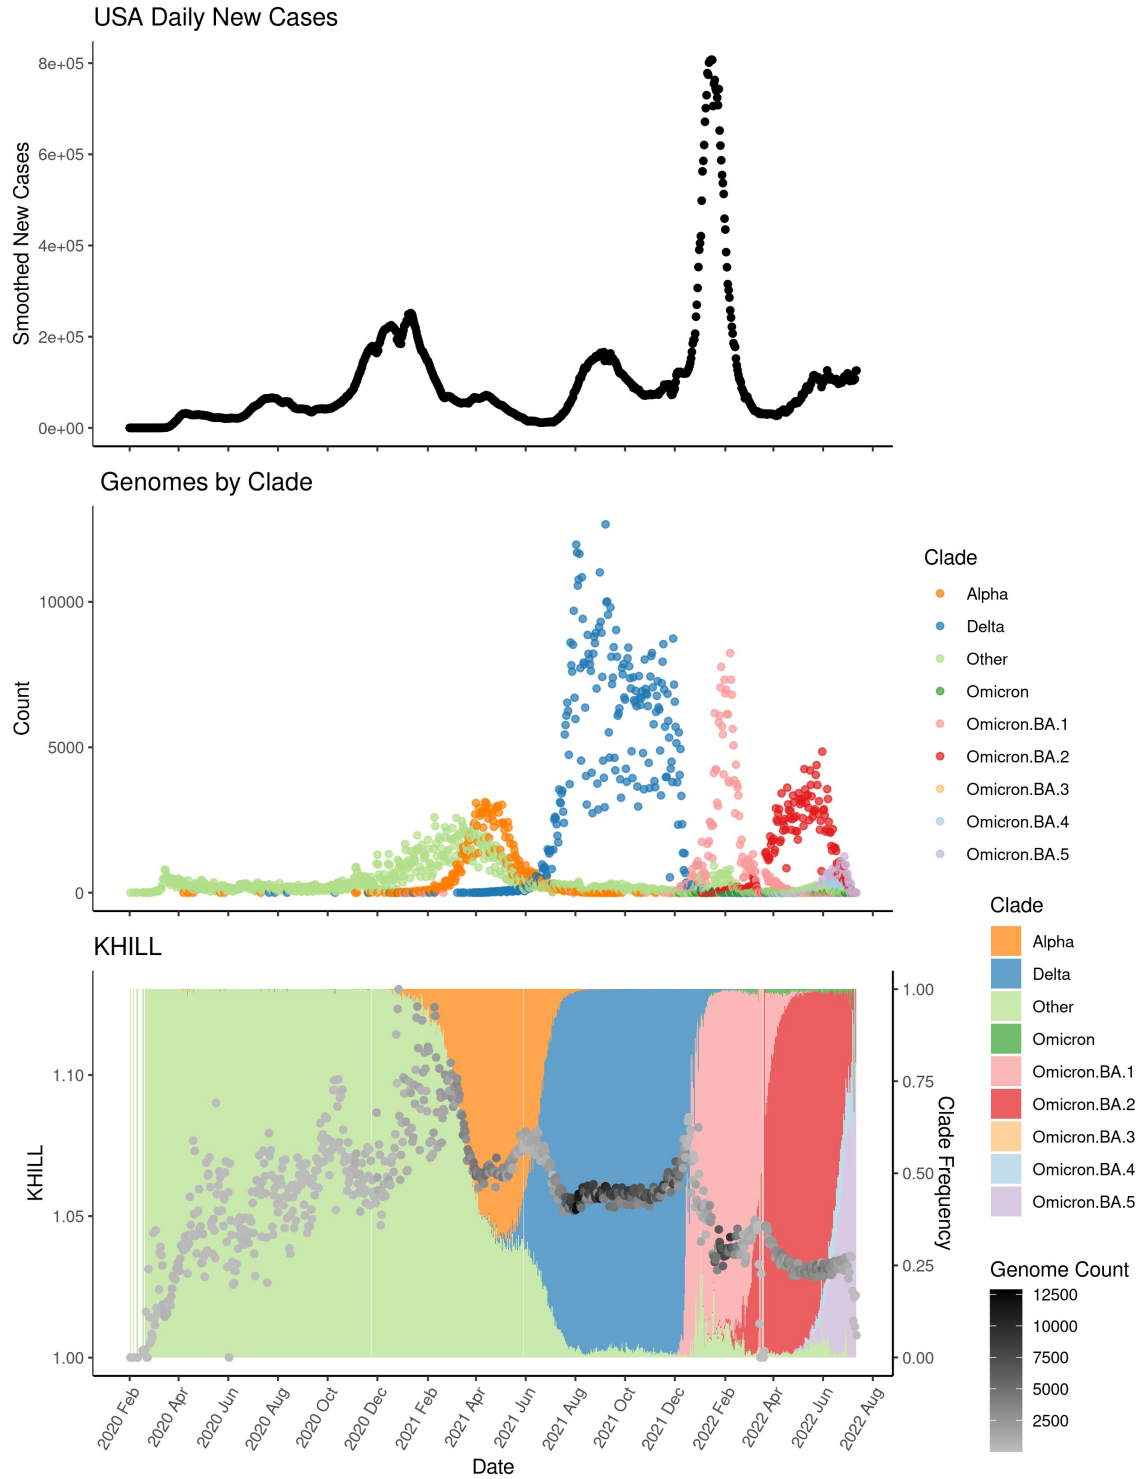 USA Daily New Cases
Smoothed New Cases
8e+05
6e+05
4e+05
2e+05
0e+00
Genomes by Clade
Count
10000
5000
0
Clade
Alpha
Delta
Other
Omicron
Omicron.BA.1
Omicron.BA.2
Omicron.BA.3
Omicron.BA.4
Omicron.BA.5
KHILL
KHILL
1.10
1.05
1.00
1.00
0.75
0.50
0.25
0.00
Clade Frequency
2020 Feb
2020 Apr
2020 Jun
2020 Aug
2020 Oct
2020 Dec
2021 Feb
2021 Apr
2021 Jun
2021 Aug
2021 Oct
2021 Dec
2022 Feb
2022 Apr
2022 Jun
2022 Aug
Date
Clade
Alpha
Delta
Other
Omicron
Omicron.BA.1
Omicron.BA.2
Omicron.BA.3
Omicron.BA.4
Omicron.BA.5
Genome Count
12500
10000
7500
5000
2500